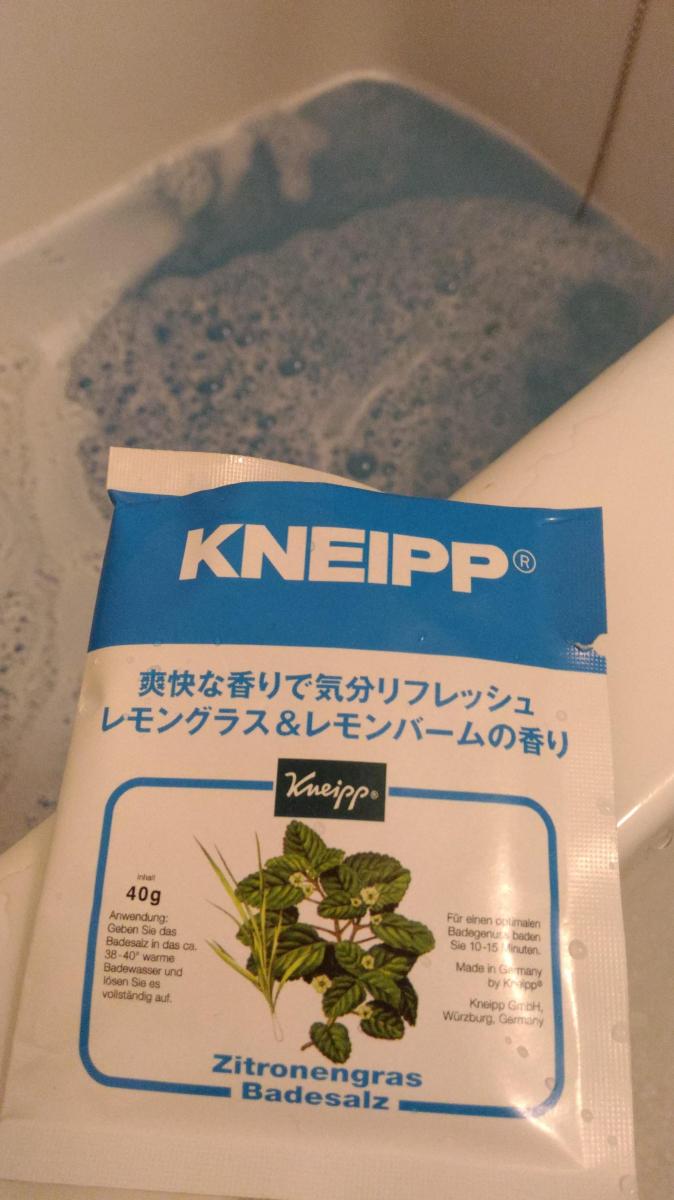 KNEIPP®
爽快な香りで気分リフレッシュ
レモングラス&レモンバームの香り
Kneipp®
Inhalt
40g
Anwendung:
Geben Sie das
Badesalz in das ca.
38-40° warme
Badewasser und
lösen Sie es
vollständig auf.
Für einen optimalen
Badegenuss baden
Sie 10-15 Minuten.
Made in Germany
by Kneipp®
Kneipp GmbH,
Würzburg, Germany
Zitronengras
Badesalz